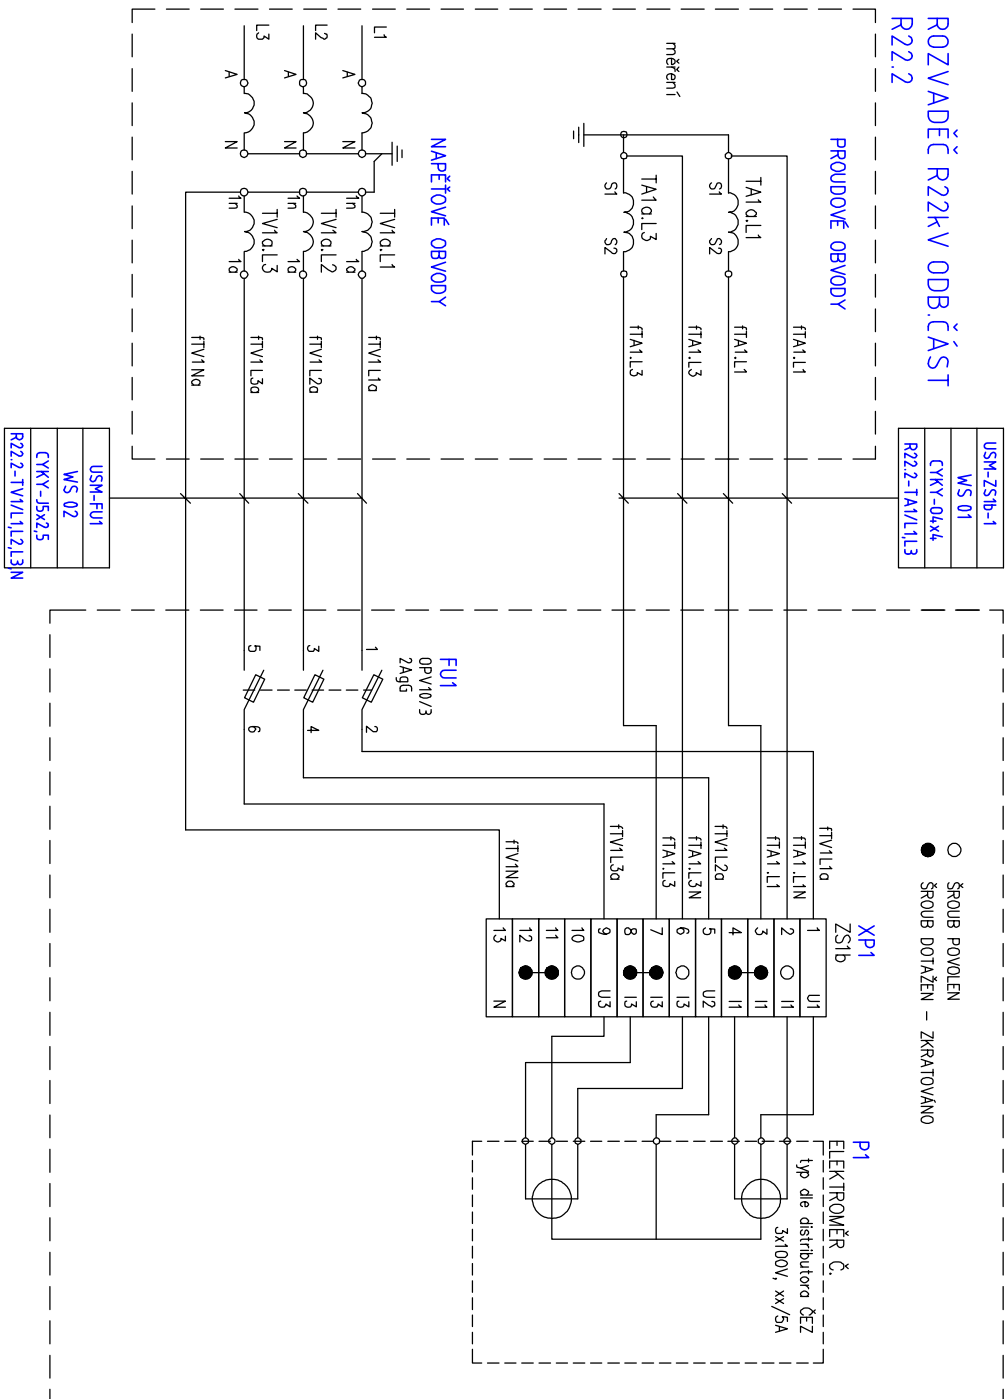 ROZVADĚČ R22kV ODB.ČÁST
R22.2
PROUDOVÉ OBVODY
měření
TA1a.L1
S1
S2
TA1a.L3
S1
S2
fTA1.L1
fTA1.L1
fTA1.L3
fTA1.L3
NAPĚŤOVÉ OBVODY
L1
L2
L3
A
N
A
N
A
N
TV1a.L1
1n
1a
TV1a.L2
1n
1a
TV1a.L3
1n
1a
fTV1L1a
fTV1L2a
fTV1L3a
fTV1Na
USM-ZS1b-1
WS 01
CYKY-O4x4
R22.2-TA1/L1,L3
USM-FU1
WS 02
CYKY-J5x2,5
R22.2-TV1/L1,L2,L3,N
FU1
OPV10/3
2AgG
1
2
3
4
5
6
ŠROUB POVOLEN
ŠROUB DOTAŽEN - ZKRATOVÁNO
fTV1L1a
fTA1.L1N
fTA1.L1
fTV1L2a
fTA1.L3N
fTA1.L3
fTV1L3a
fTV1Na
XP1
ZS1b
1 U1
2 I1
3 I1
4 I1
5 U2
6 I3
7 I3
8 I3
9 U3
10
11
12
13 N
P1
ELEKTROMĚR Č.
typ dle distributora ČEZ
3x100V, xx/5A